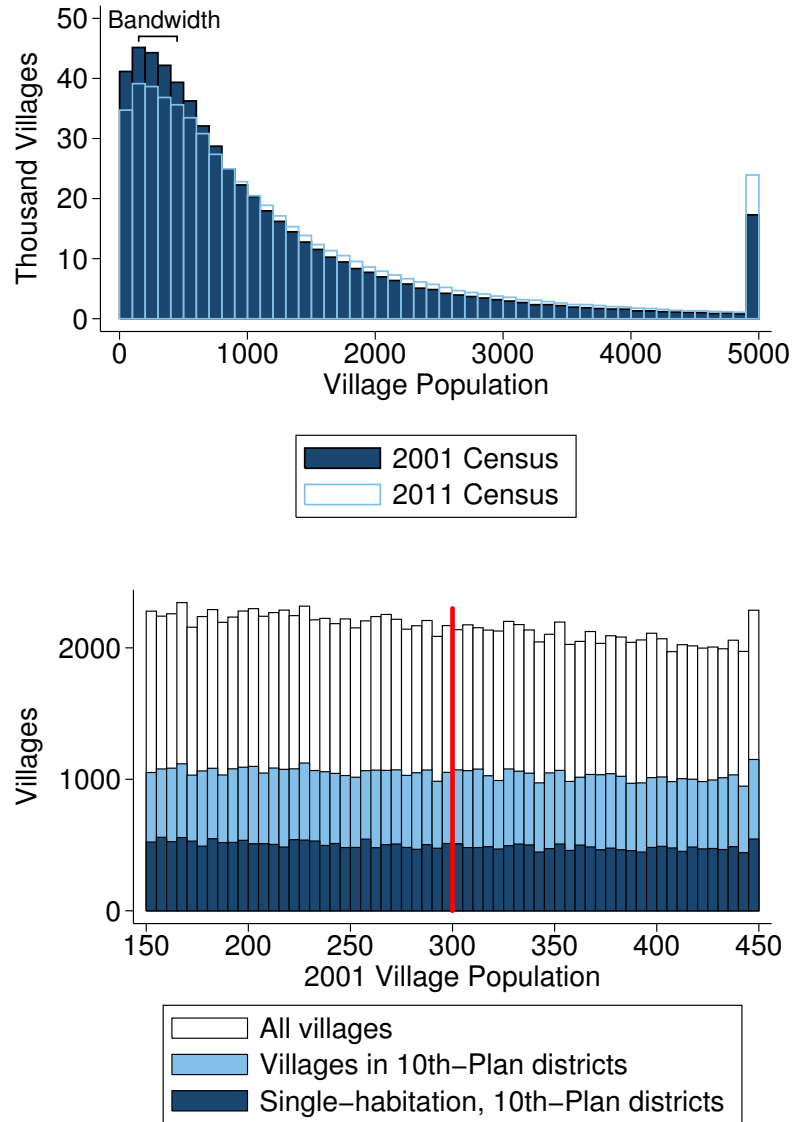 Bandwidth
50
40
30
20
10
0
Thousand Villages
0 1000 2000 3000 4000 5000
Village Population
2001 Census
2011 Census
2000
1000
0
Villages
150 200 250 300 350 400 450
2001 Village Population
All villages
Villages in 10th−Plan districts
Single−habitation, 10th−Plan districts